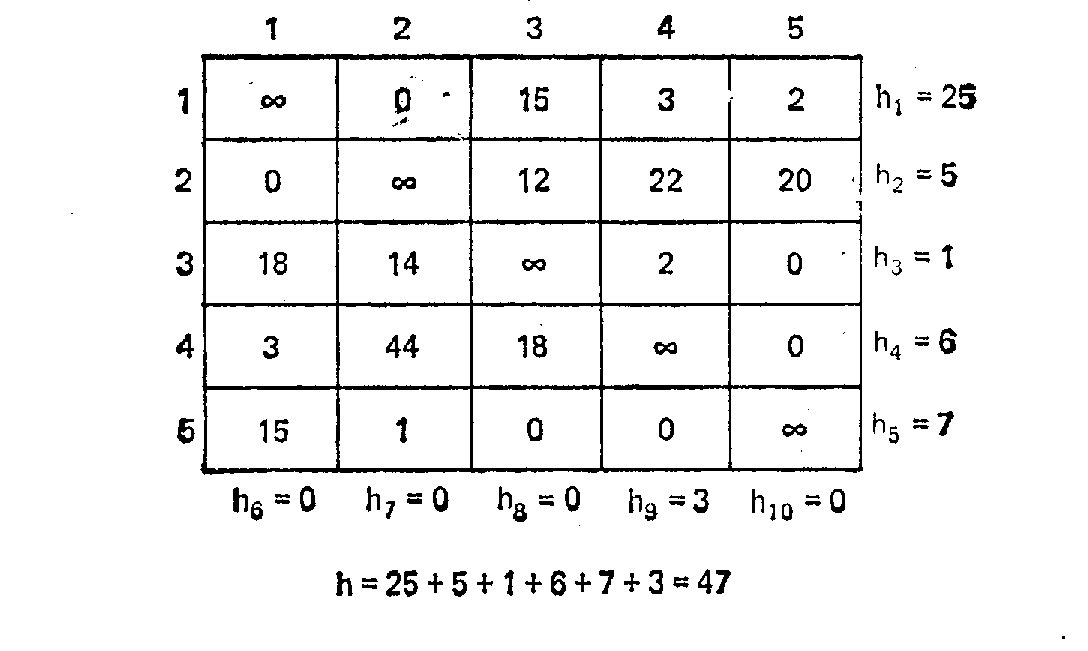 1 2 3 4 5
1 ∞ 0 15 3 2 h₁ = 25
2 0 ∞ 12 22 20 h₂ = 5
3 18 14 ∞ 2 0 h₃ = 1
4 3 44 18 ∞ 0 h₄ = 6
5 15 1 0 0 ∞ h₅ = 7
h₆ = 0 h₇ = 0 h₈ = 0 h₉ = 3 h₁₀ = 0
h = 25 + 5 + 1 + 6 + 7 + 3 = 47